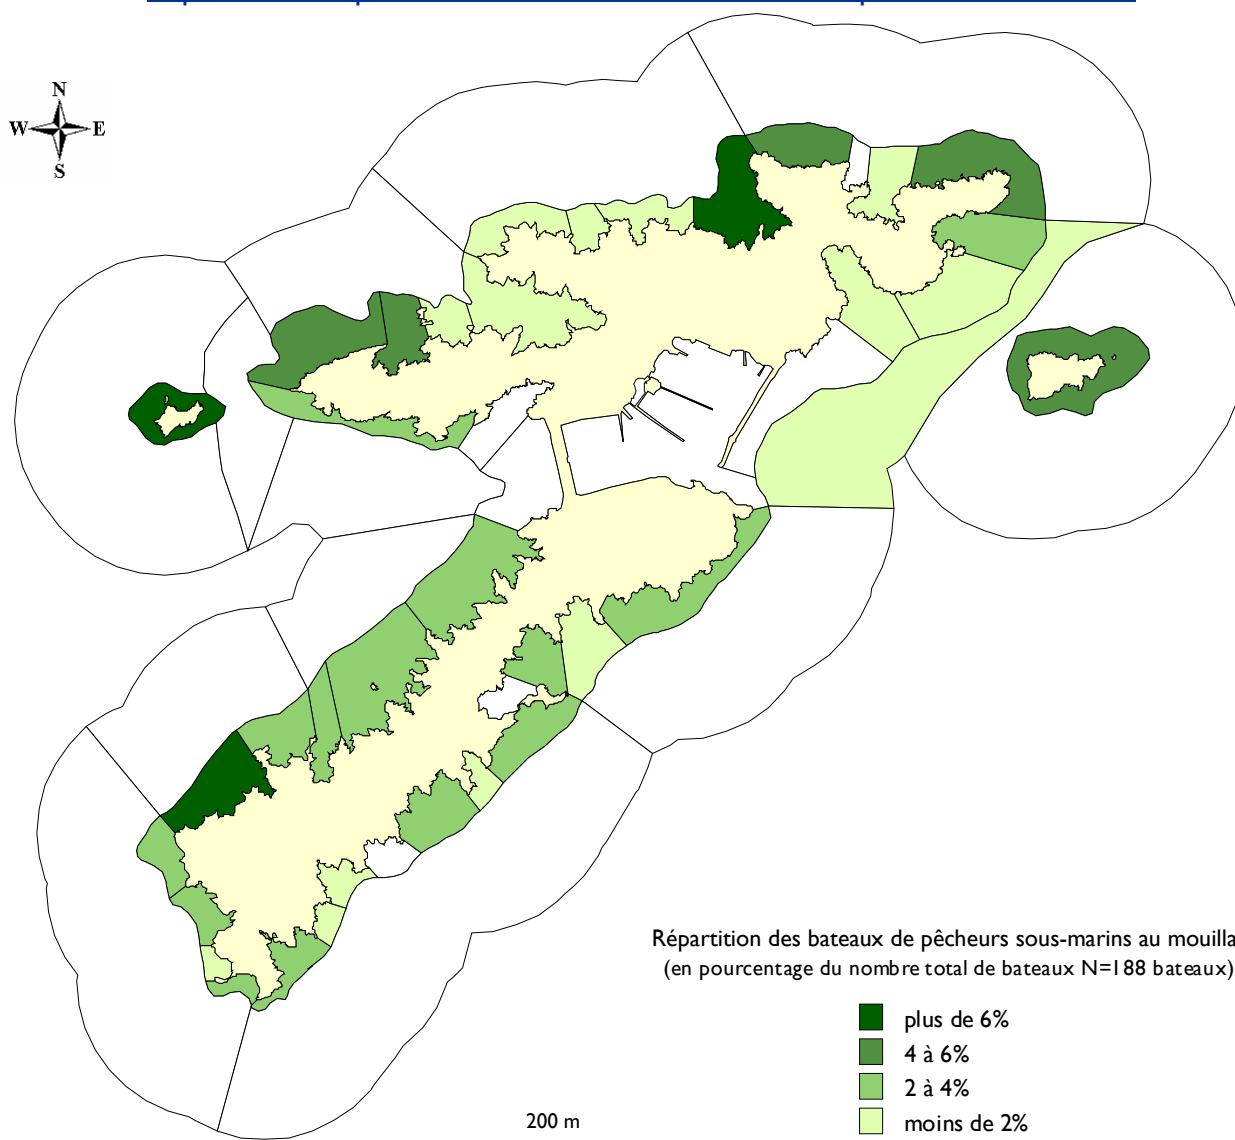 N
W E
S
Répartition des bateaux de pêcheurs sous-marins au mouilla
(en pourcentage du nombre total de bateaux N=188 bateaux)
plus de 6%
4 à 6%
2 à 4%
moins de 2%
200 m